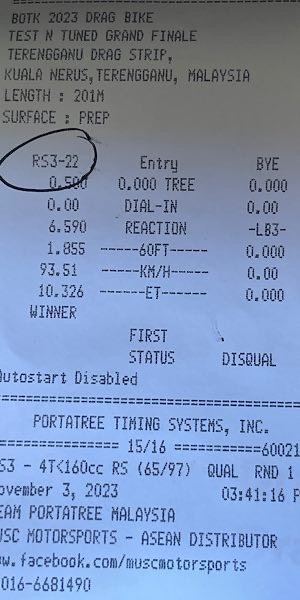 BOTK 2023 DRAG BIKE
TEST N TUNED GRAND FINALE
TERENGGANU DRAG STRIP,
KUALA NERUS,TERENGGANU, MALAYSIA
LENGTH : 201M
SURFACE : PREP
RS3-22 Entry BYE
0.500 0.000 TREE 0.000
0.00 DIAL-IN 0.00
6.590 REACTION -LB3-
1.855 -----60FT----- 0.000
93.51 -----KM/H----- 0.00
10.326 ------ET------ 0.000
WINNER
FIRST
STATUS DISQUAL
Autostart Disabled
PORTATREE TIMING SYSTEMS, INC.
================ 15/16 ===========60021
S3 - 4T<160cc RS (65/97) QUAL RND 1
ovember 3, 2023 03:41:16 P
EAM PORTATREE MALAYSIA
USC MOTORSPORTS - ASEAN DISTRIBUTOR
w.facebook.com/muscmotorsports
016-6681490